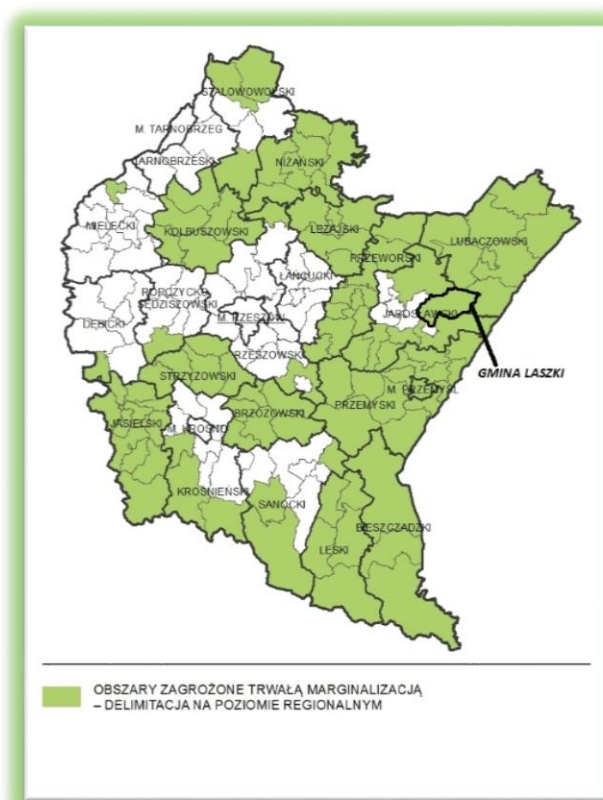 STALOWOWOLSKI
M. TARNOBRZEG
TARNOBRZESKI
NIŻAŃSKI
MIELECKI
KOLBUSZOWSKI
LEŻAJSKI
LUBACZOWSKI
PRZEWORSKI
ŁAŃCUCKI
ROPCZYCKO
SĘDZISZOWSKI
JAROSŁAWSKI
DĘBICKI
M. RZESZÓW
RZESZOWSKI
GMINA LASZKI
STRZYŻOWSKI
M. PRZEMYŚL
PRZEMYSKI
BRZOZOWSKI
JASIELSKI
M. KROSNO
KROŚNIEŃSKI
SANOCKI
BIESZCZADZKI
LESKI
OBSZARY ZAGROŻONE TRWAŁĄ MARGINALIZACJĄ
– DELIMITACJA NA POZIOMIE REGIONALNYM